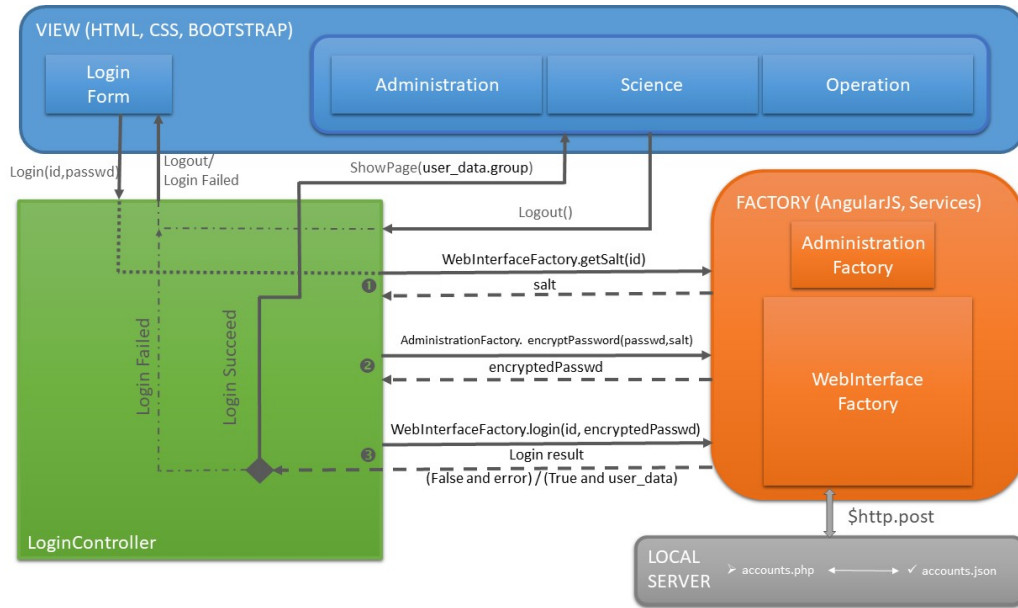 VIEW (HTML, CSS, BOOTSTRAP)
Login
Form
Administration
Science
Operation
Login(id,passwd)
Logout/
Login Failed
ShowPage(user_data.group)
Logout()
FACTORY (AngularJS, Services)
Administration
Factory
WebInterfaceFactory.getSalt(id)
❶
salt
AdministrationFactory. encryptPassword(passwd,salt)
❷
encryptedPasswd
WebInterface
Factory
Login Failed
Login Succeed
WebInterfaceFactory.login(id, encryptedPasswd)
❸
Login result
(False and error) / (True and user_data)
LoginController
$http.post
LOCAL
SERVER
➢ accounts.php
✓ accounts.json